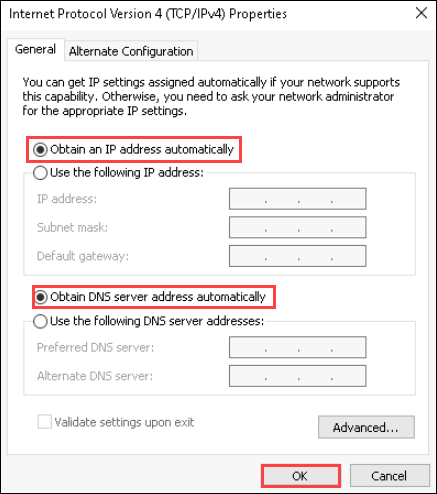 Internet Protocol Version 4 (TCP/IPv4) Properties
General
Alternate Configuration
You can get IP settings assigned automatically if your network supports
this capability. Otherwise, you need to ask your network administrator
for the appropriate IP settings.
Obtain an IP address automatically
Use the following IP address:
IP address:
Subnet mask:
Default gateway:
Obtain DNS server address automatically
Use the following DNS server addresses:
Preferred DNS server:
Alternate DNS server:
Validate settings upon exit
Advanced...
OK
Cancel